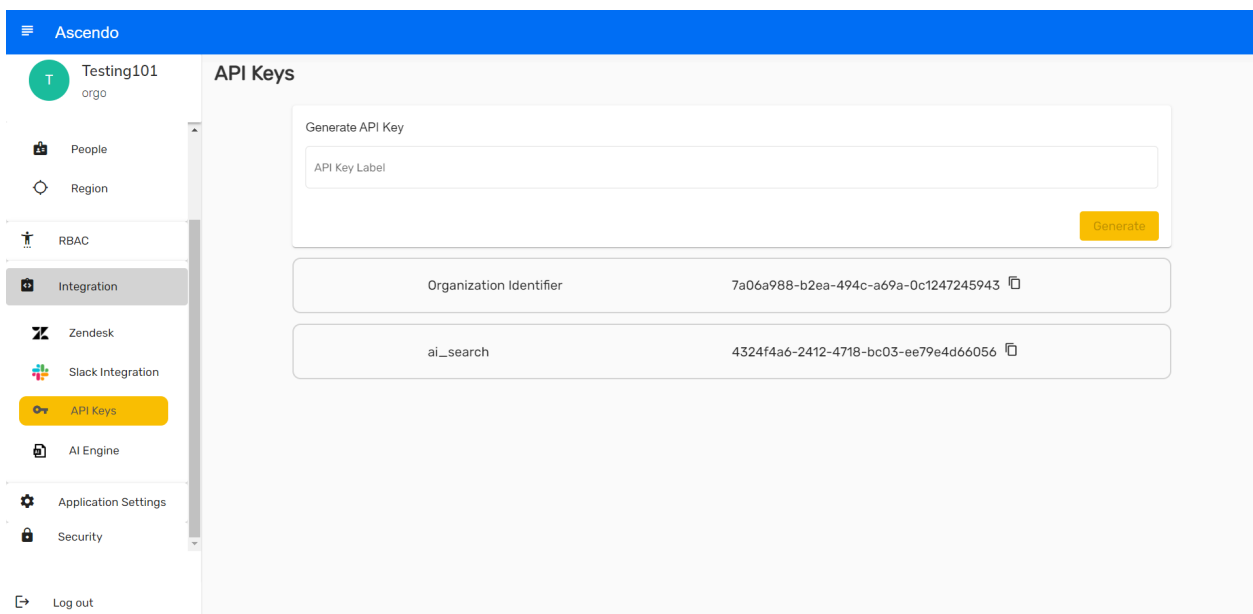 Ascendo
T
Testing101
orgo
People
Region
RBAC
Integration
Zendesk
Slack Integration
API Keys
AI Engine
Application Settings
Security
Log out
API Keys
Generate API Key
API Key Label
Generate
Organization Identifier 7a06a988-b2ea-494c-a69a-0c1247245943
ai_search 4324f4a6-2412-4718-bc03-ee79e4d66056